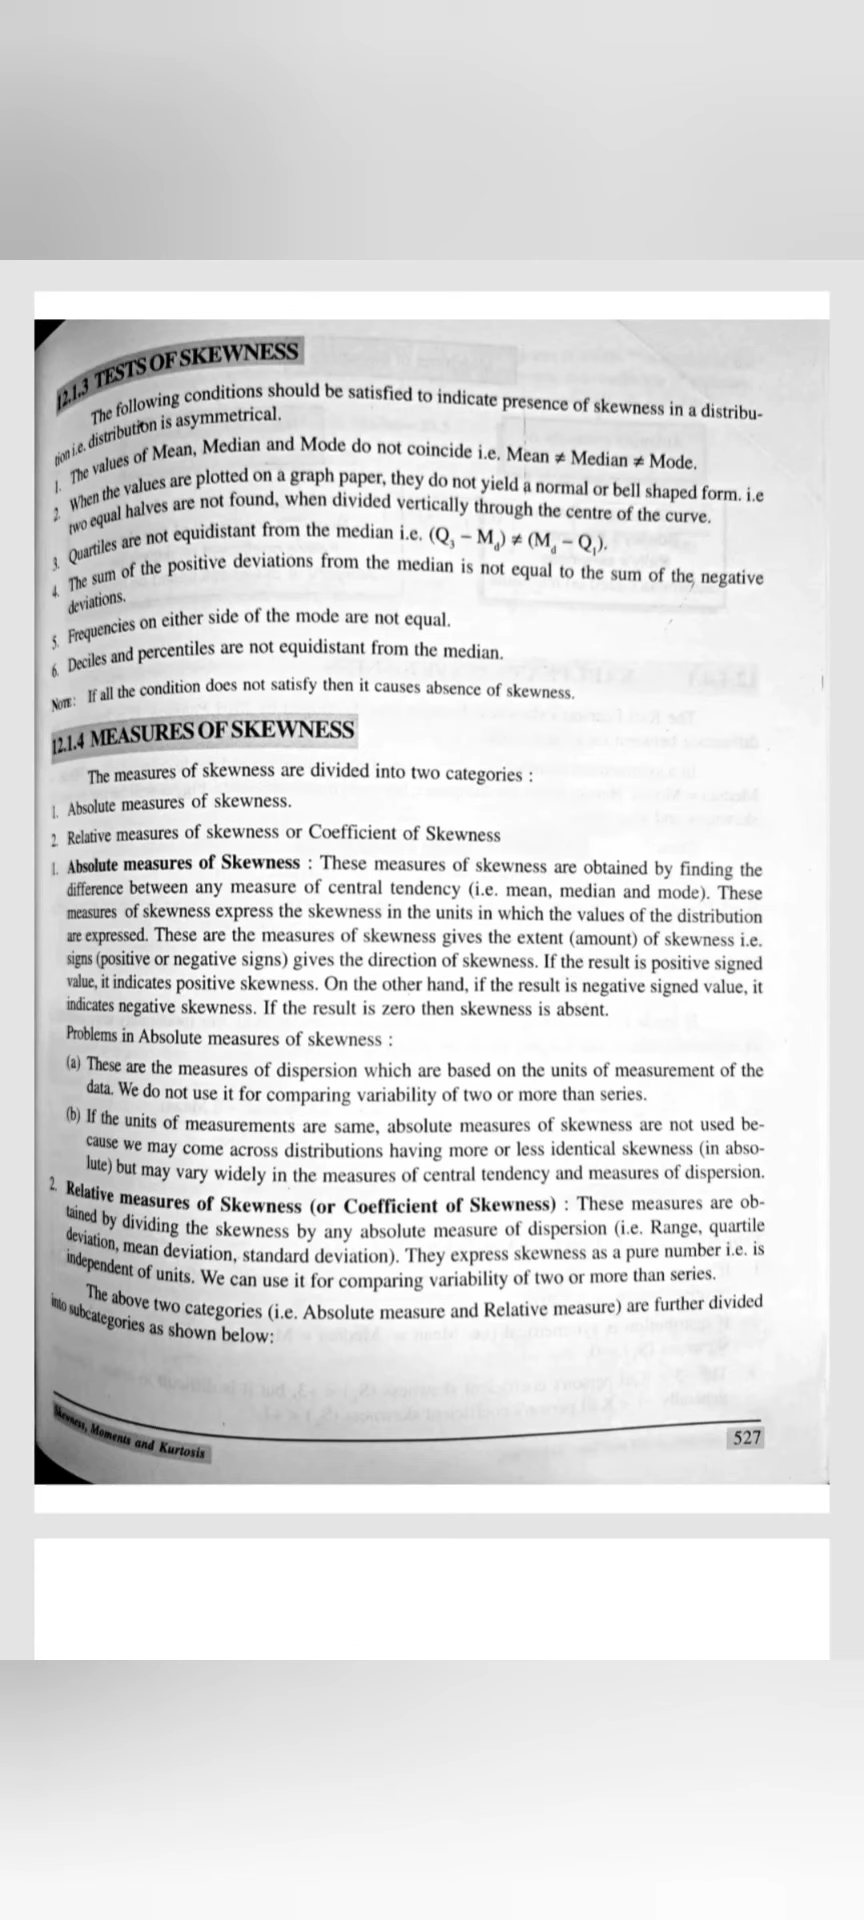 12.1.3 TESTS OF SKEWNESS
The following conditions should be satisfied to indicate presence of skewness in a distribu-
tion i.e. distribution is asymmetrical.
1. The values of Mean, Median and Mode do not coincide i.e. Mean ≠ Median ≠ Mode.
2. When the values are plotted on a graph paper, they do not yield a normal or bell shaped form. i.e
two equal halves are not found, when divided vertically through the centre of the curve.
3. Quartiles are not equidistant from the median i.e. (Q₃ – M_d) ≠ (M_d – Q₁).
4. The sum of the positive deviations from the median is not equal to the sum of the negative
deviations.
5. Frequencies on either side of the mode are not equal.
6. Deciles and percentiles are not equidistant from the median.
NOTE: If all the condition does not satisfy then it causes absence of skewness.
12.1.4 MEASURES OF SKEWNESS
The measures of skewness are divided into two categories :
1. Absolute measures of skewness.
2. Relative measures of skewness or Coefficient of Skewness
1. Absolute measures of Skewness : These measures of skewness are obtained by finding the
difference between any measure of central tendency (i.e. mean, median and mode). These
measures of skewness express the skewness in the units in which the values of the distribution
are expressed. These are the measures of skewness gives the extent (amount) of skewness i.e.
signs (positive or negative signs) gives the direction of skewness. If the result is positive signed
value, it indicates positive skewness. On the other hand, if the result is negative signed value, it
indicates negative skewness. If the result is zero then skewness is absent.
Problems in Absolute measures of skewness :
(a) These are the measures of dispersion which are based on the units of measurement of the
data. We do not use it for comparing variability of two or more than series.
(b) If the units of measurements are same, absolute measures of skewness are not used be-
cause we may come across distributions having more or less identical skewness (in abso-
lute) but may vary widely in the measures of central tendency and measures of dispersion.
2. Relative measures of Skewness (or Coefficient of Skewness) : These measures are ob-
tained by dividing the skewness by any absolute measure of dispersion (i.e. Range, quartile
deviation, mean deviation, standard deviation). They express skewness as a pure number i.e. is
independent of units. We can use it for comparing variability of two or more than series.
The above two categories (i.e. Absolute measure and Relative measure) are further divided
into subcategories as shown below:
Skewness, Moments and Kurtosis
527